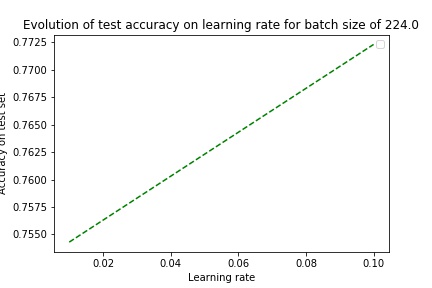 Evolution of test accuracy on learning rate for batch size of 224.0
0.7725
0.7700
0.7675
0.7650
0.7625
0.7600
0.7575
0.7550
Accuracy on test set
0.02 0.04 0.06 0.08 0.10
Learning rate